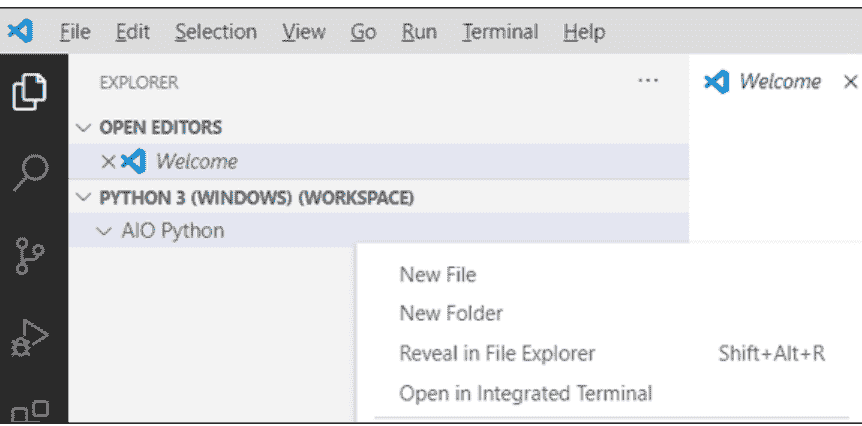 File Edit Selection View Go Run Terminal Help
EXPLORER ... Welcome
OPEN EDITORS
Welcome
PYTHON 3 (WINDOWS) (WORKSPACE)
AIO Python
New File
New Folder
Reveal in File Explorer Shift+Alt+R
Open in Integrated Terminal